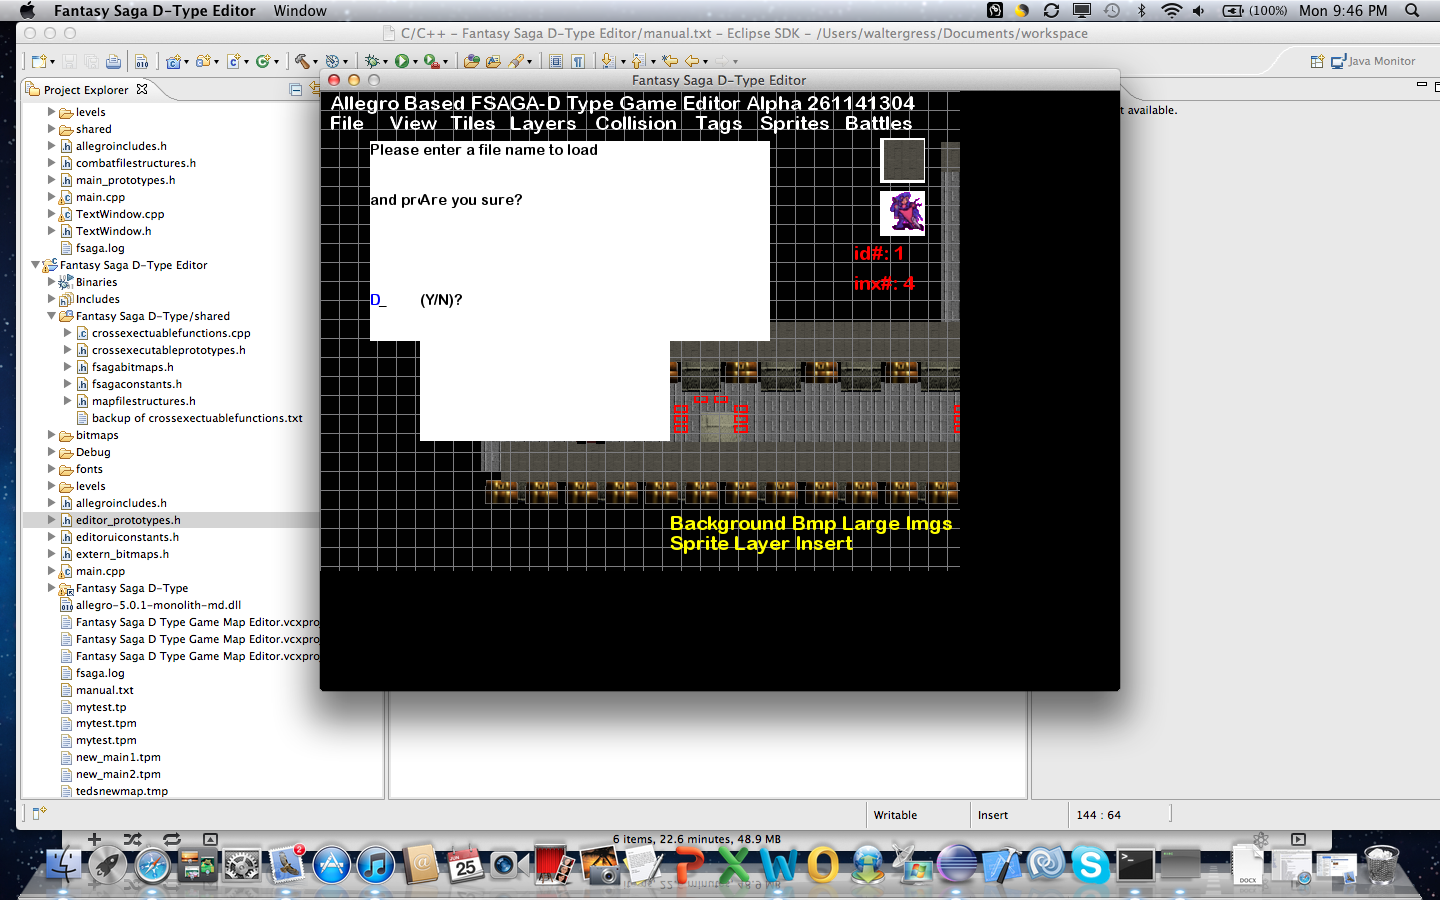 Fantasy Saga D-Type Editor Window
(100%) Mon 9:46 PM
C/C++ – Fantasy Saga D-Type Editor/manual.txt – Eclipse SDK – /Users/waltergress/Documents/workspace
Java Monitor
Project Explorer
levels
shared
allegroincludes.h
combatfilestructures.h
main_prototypes.h
main.cpp
TextWindow.cpp
TextWindow.h
fsaga.log
Fantasy Saga D-Type Editor
Binaries
Includes
Fantasy Saga D-Type/shared
crossexectuablefunctions.cpp
crossexecutableprototypes.h
fsagabitmaps.h
fsagaconstants.h
mapfilestructures.h
backup of crossexectuablefunctions.txt
bitmaps
Debug
fonts
levels
allegroincludes.h
editor_prototypes.h
editoruiconstants.h
extern_bitmaps.h
main.cpp
Fantasy Saga D-Type
allegro-5.0.1-monolith-md.dll
Fantasy Saga D Type Game Map Editor.vcxpro
Fantasy Saga D Type Game Map Editor.vcxpro
Fantasy Saga D Type Game Map Editor.vcxpro
fsaga.log
manual.txt
mytest.tp
mytest.tpm
mytest.tpm
new_main1.tpm
new_main2.tpm
tedsnewmap.tmp
Fantasy Saga D-Type Editor
Allegro Based FSAGA-D Type Game Editor Alpha 261141304
File View Tiles Layers Collision Tags Sprites Battles
Please enter a file name to load
and pr Are you sure?
D_ (Y/N)?
id#: 1
inx#: 4
Background Bmp Large Imgs
Sprite Layer Insert
t available.
Writable Insert 144 : 64
6 items, 22.6 minutes, 48.9 MB
2
JUN
25
DOCX